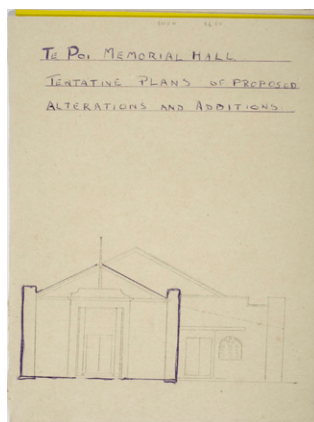 TE POI MEMORIAL HALL.
TENTATIVE PLANS OF PROPOSED
ALTERATIONS AND ADDITIONS.